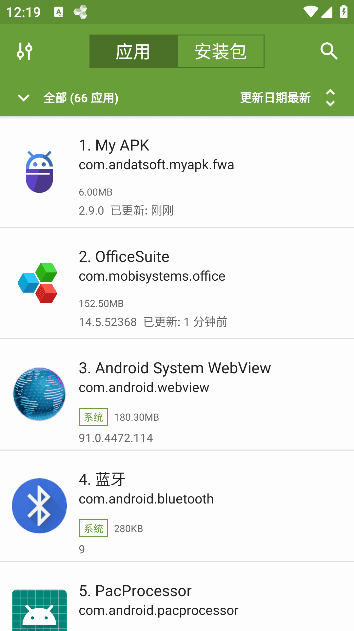 12:19
应用
安装包
全部 (66 应用)
更新日期最新
1. My APK
com.andatsoft.myapk.fwa
6.00MB
2.9.0 已更新: 刚刚
2. OfficeSuite
com.mobisystems.office
152.50MB
14.5.52368 已更新: 1 分钟前
3. Android System WebView
com.android.webview
系统 180.30MB
91.0.4472.114
4. 蓝牙
com.android.bluetooth
系统 280KB
9
5. PacProcessor
com.android.pacprocessor